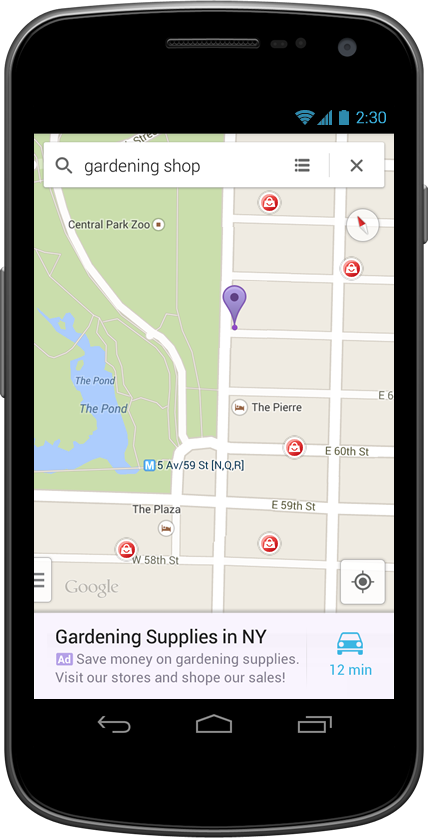 2:30
gardening shop
Central Park Zoo
The Pond
The Pond
The Pierre
E 6
E 60th St
M 5 Av/59 St [N,Q,R]
E 59th St
The Plaza
W 58th St
Google
Gardening Supplies in NY
Ad Save money on gardening supplies.
Visit our stores and shope our sales!
12 min